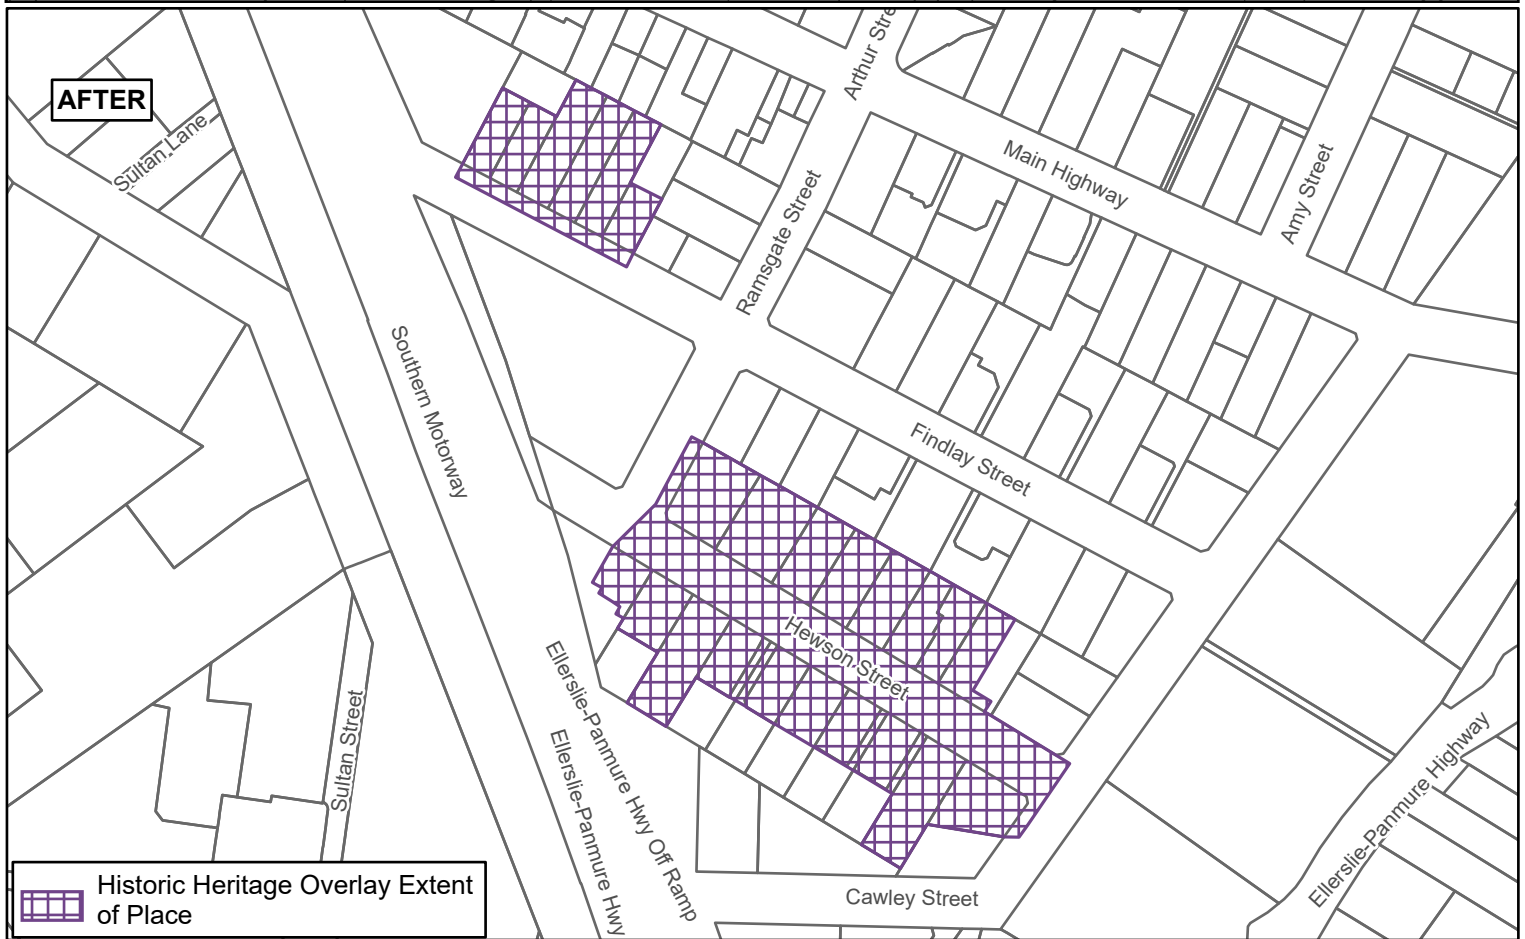 AFTER
Arthur Stre
Sultan Lane
Main Highway
Amy Street
Ramsgate Street
Southern Motorway
Findlay Street
Hewson Street
Ellerslie-Panmure Hwy Off Ramp
Ellerslie-Panmure Hwy
Sultan Street
Ellerslie-Panmure Highway
Cawley Street
Historic Heritage Overlay Extent
of Place